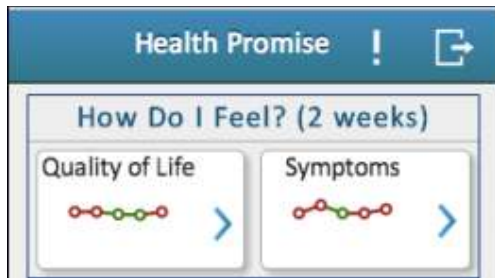 Health Promise !
How Do I Feel? (2 weeks)
Quality of Life
Symptoms